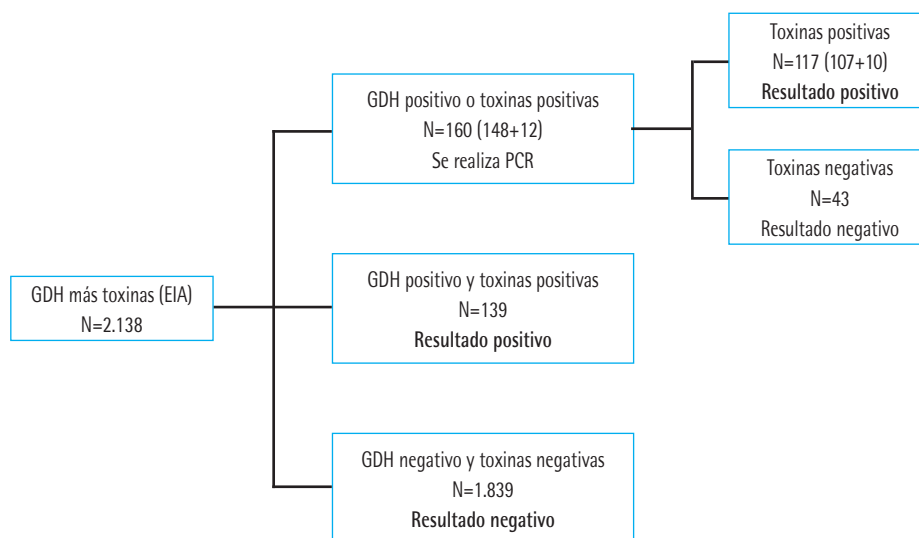 GDH más toxinas (EIA)
N=2.138
GDH positivo o toxinas positivas
N=160 (148+12)
Se realiza PCR
Toxinas positivas
N=117 (107+10)
Resultado positivo
Toxinas negativas
N=43
Resultado negativo
GDH positivo y toxinas positivas
N=139
Resultado positivo
GDH negativo y toxinas negativas
N=1.839
Resultado negativo